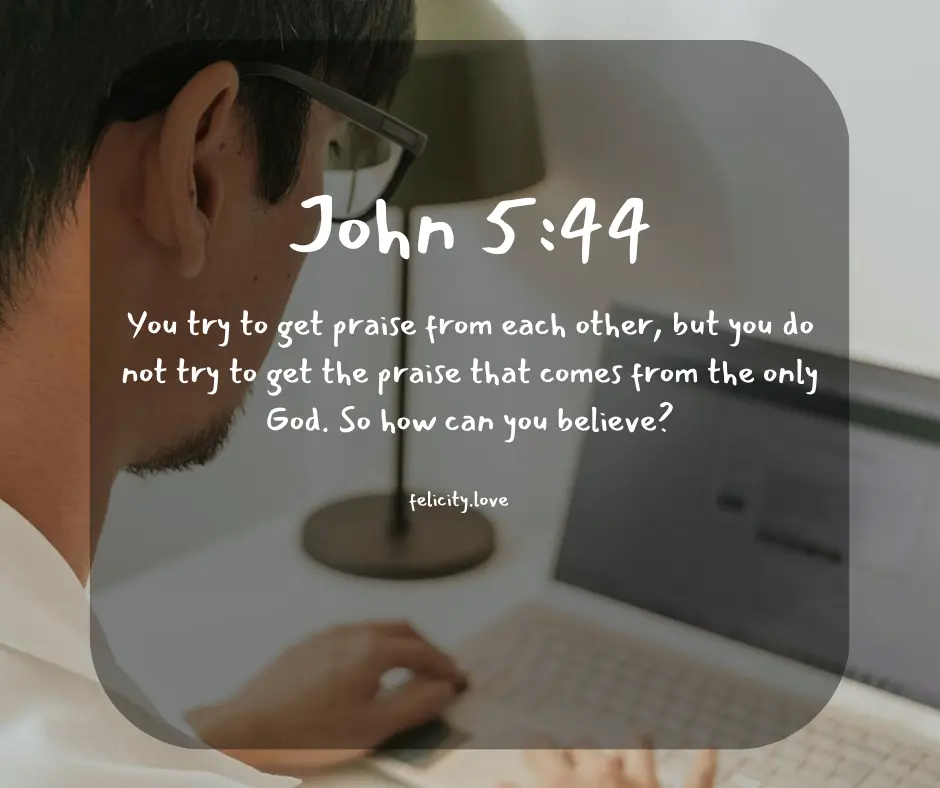 John 5:44
You try to get praise from each other, but you do
not try to get the praise that comes from the only
God. So how can you believe?
felicity.love